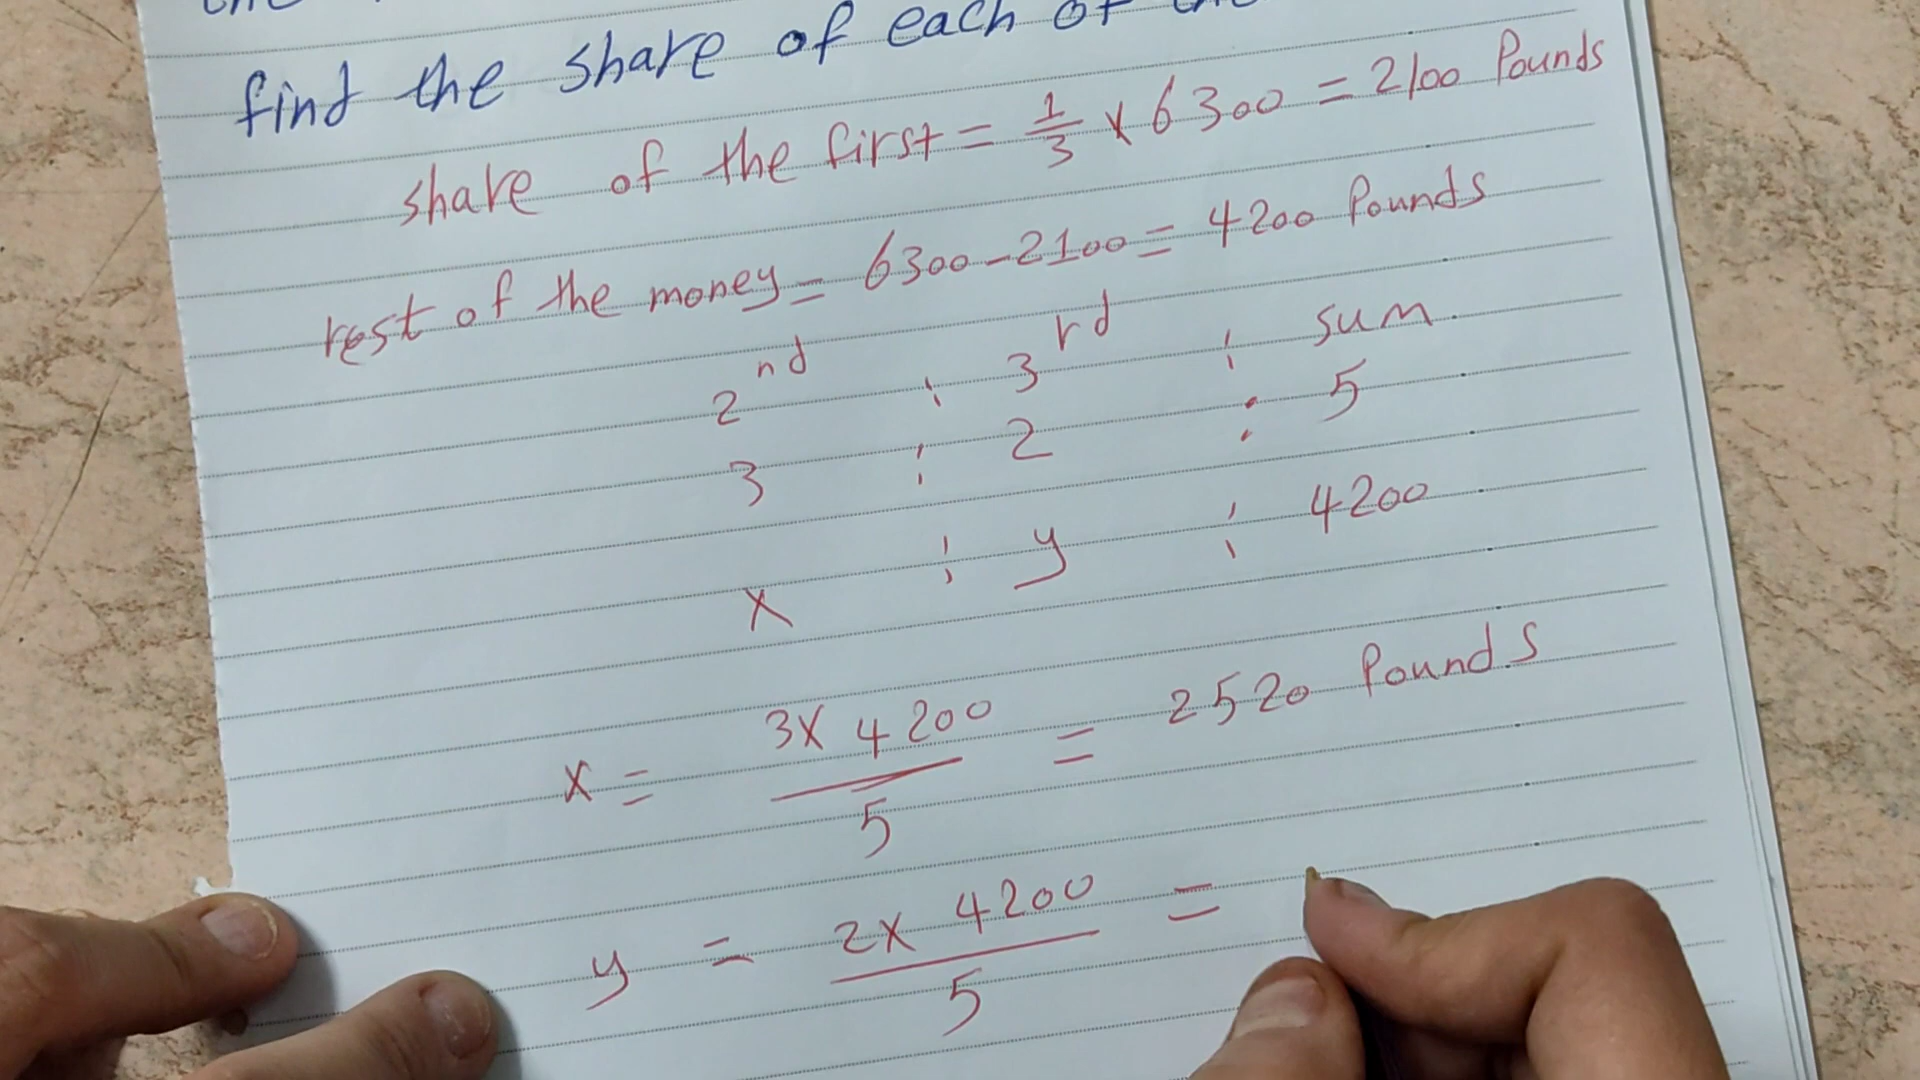 find the share of each of
share of the first = 1/3 x 6300 = 2100 Pounds
rest of the money = 6300 - 2100 = 4200 Pounds
2nd : 3rd : sum
3 : 2 : 5
x : y : 4200
x = 3x 4200 / 5 = 2520 Pounds
y = 2x 4200 / 5 =